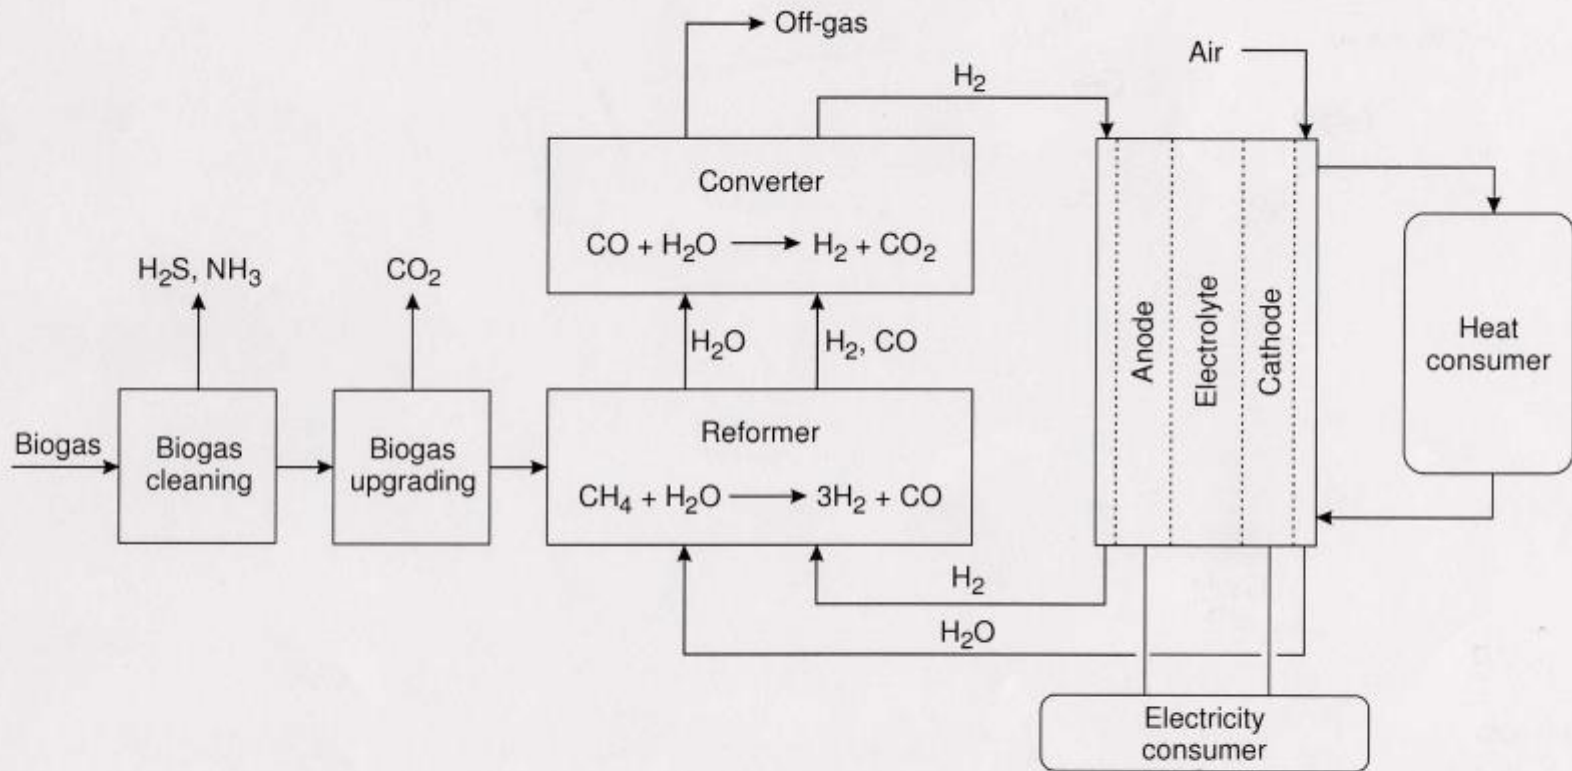 Off-gas
Air
H₂
Converter
CO + H₂O ⟶ H₂ + CO₂
H₂S, NH₃
CO₂
H₂O
H₂, CO
Anode
Electrolyte
Cathode
Heat
consumer
Biogas
Biogas
cleaning
Biogas
upgrading
Reformer
CH₄ + H₂O ⟶ 3H₂ + CO
H₂
H₂O
Electricity
consumer